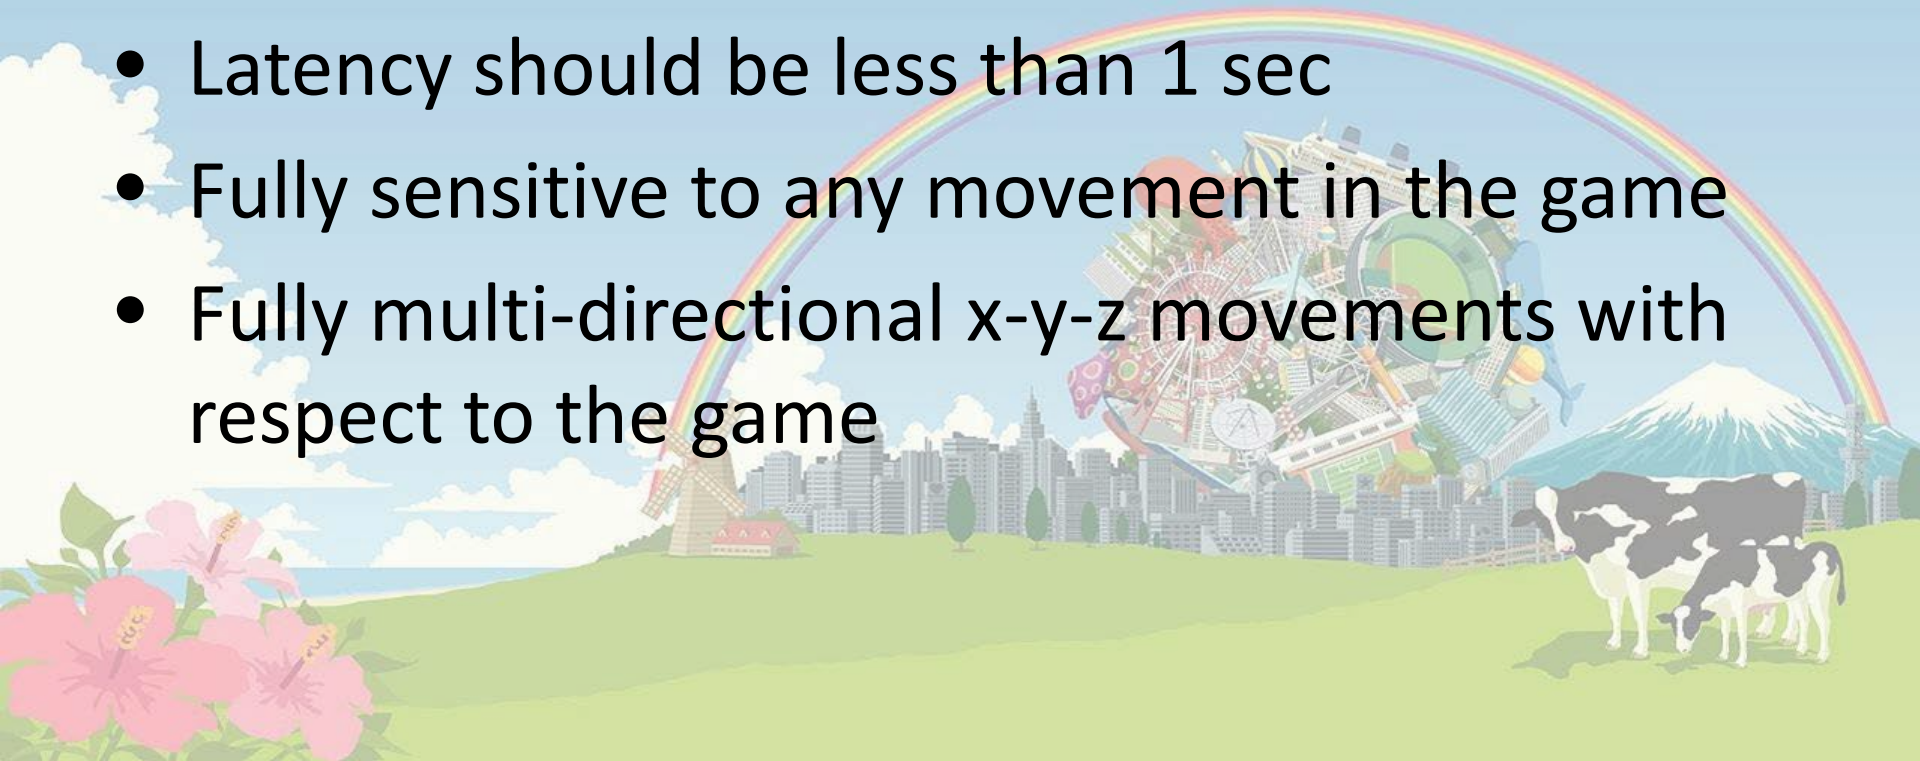 • Latency should be less than 1 sec
• Fully sensitive to any movement in the game
• Fully multi-directional x-y-z movements with
respect to the game